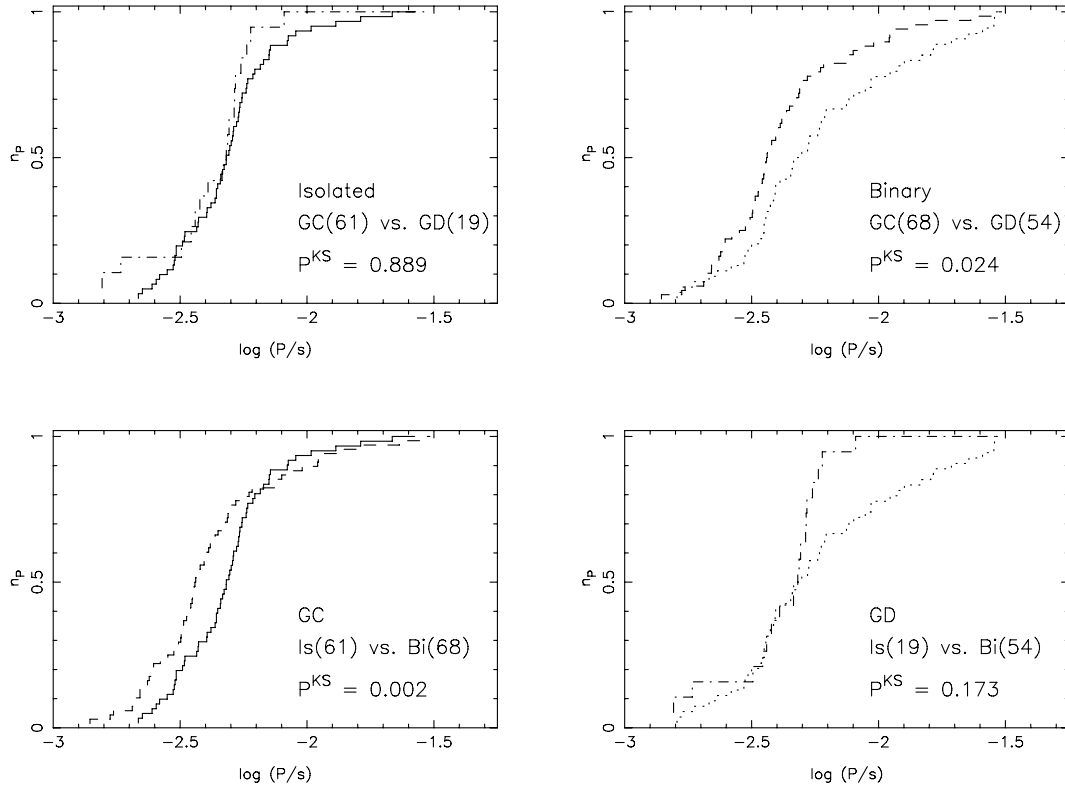 1
0.5
0
n_P
-3
-2.5
-2
-1.5
log (P/s)
Isolated
GC(61) vs. GD(19)
P^KS = 0.889
1
0.5
0
n_P
-3
-2.5
-2
-1.5
log (P/s)
Binary
GC(68) vs. GD(54)
P^KS = 0.024
1
0.5
0
n_P
-3
-2.5
-2
-1.5
log (P/s)
GC
Is(61) vs. Bi(68)
P^KS = 0.002
1
0.5
0
n_P
-3
-2.5
-2
-1.5
log (P/s)
GD
Is(19) vs. Bi(54)
P^KS = 0.173